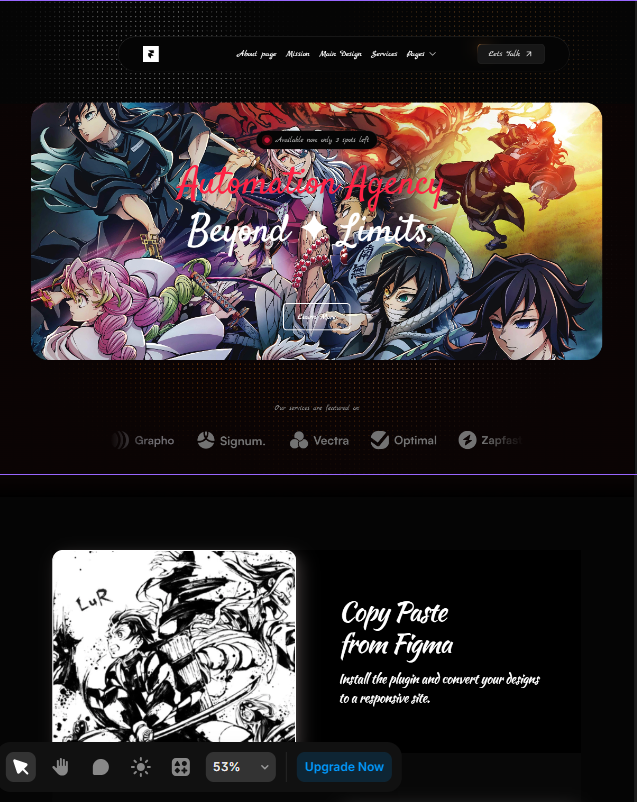 About page Mission Main Design Services Pages Lets Talk
Available now only 3 spots left
Automation Agency
Beyond ✦ Limits.
Learn More
Our services are featured on
Grapho Signum. Vectra Optimal Zapfast
LuR
Copy Paste
from Figma
Install the plugin and convert your designs
to a responsive site.
53% Upgrade Now